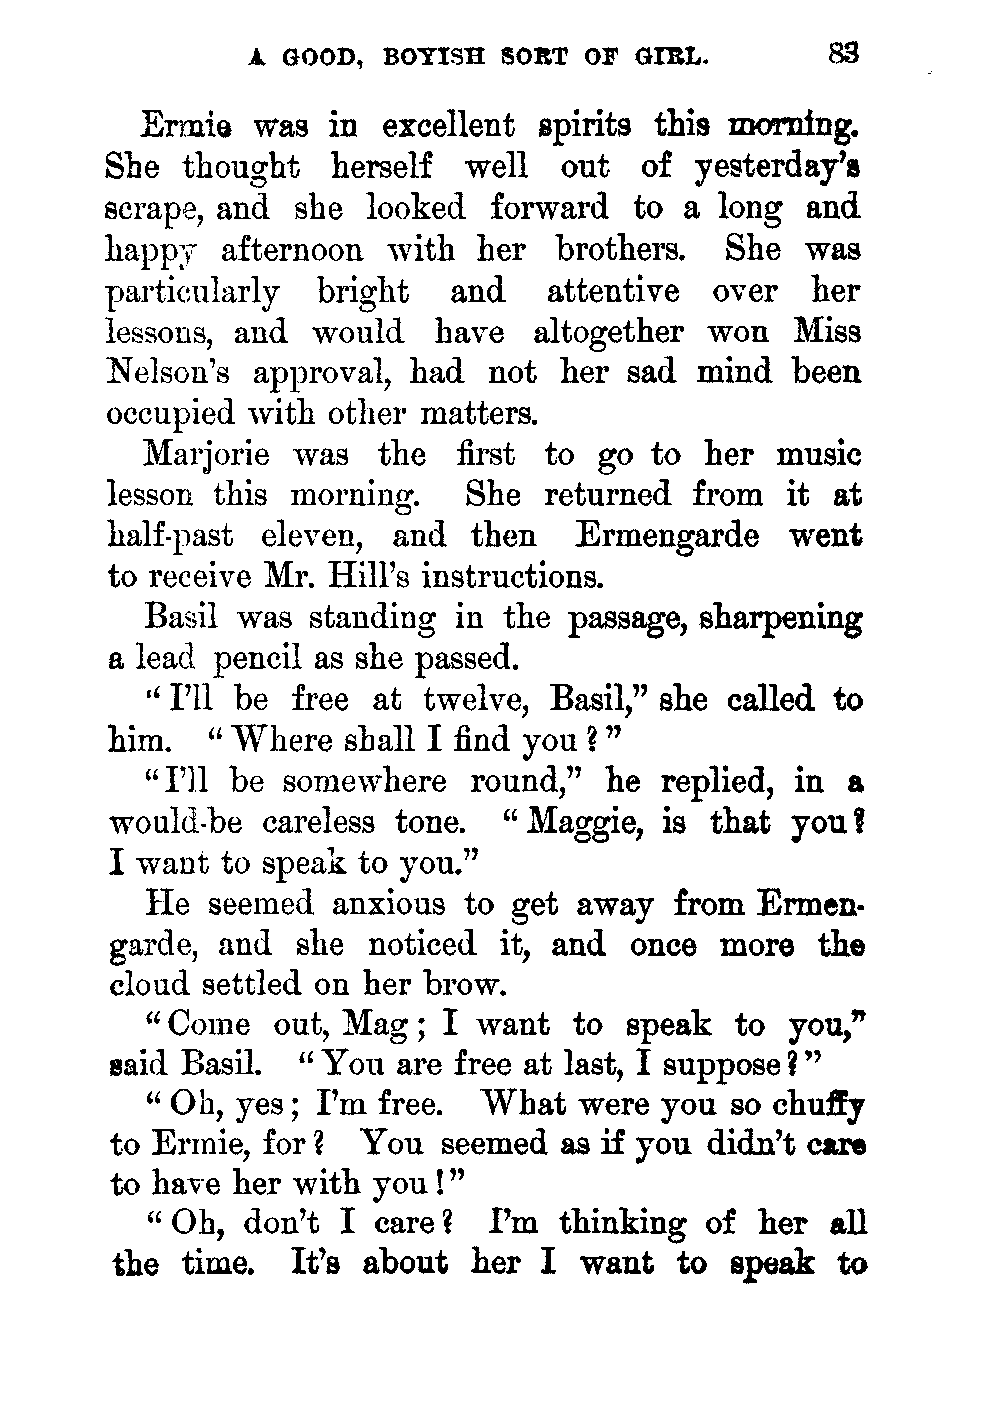 A GOOD, BOYISH SORT OF GIRL. 83
Ermie was in excellent spirits this morning.
She thought herself well out of yesterday's
scrape, and she looked forward to a long and
happy afternoon with her brothers. She was
particularly bright and attentive over her
lessons, and would have altogether won Miss
Nelson's approval, had not her sad mind been
occupied with other matters.
Marjorie was the first to go to her music
lesson this morning. She returned from it at
half-past eleven, and then Ermengarde went
to receive Mr. Hill's instructions.
Basil was standing in the passage, sharpening
a lead pencil as she passed.
"I'll be free at twelve, Basil," she called to
him. "Where shall I find you?"
"I'll be somewhere round," he replied, in a
would-be careless tone. "Maggie, is that you?
I want to speak to you."
He seemed anxious to get away from Ermen-
garde, and she noticed it, and once more the
cloud settled on her brow.
"Come out, Mag; I want to speak to you,"
said Basil. "You are free at last, I suppose?"
"Oh, yes; I'm free. What were you so chuffy
to Ermie, for? You seemed as if you didn't care
to have her with you!"
"Oh, don't I care? I'm thinking of her all
the time. It's about her I want to speak to